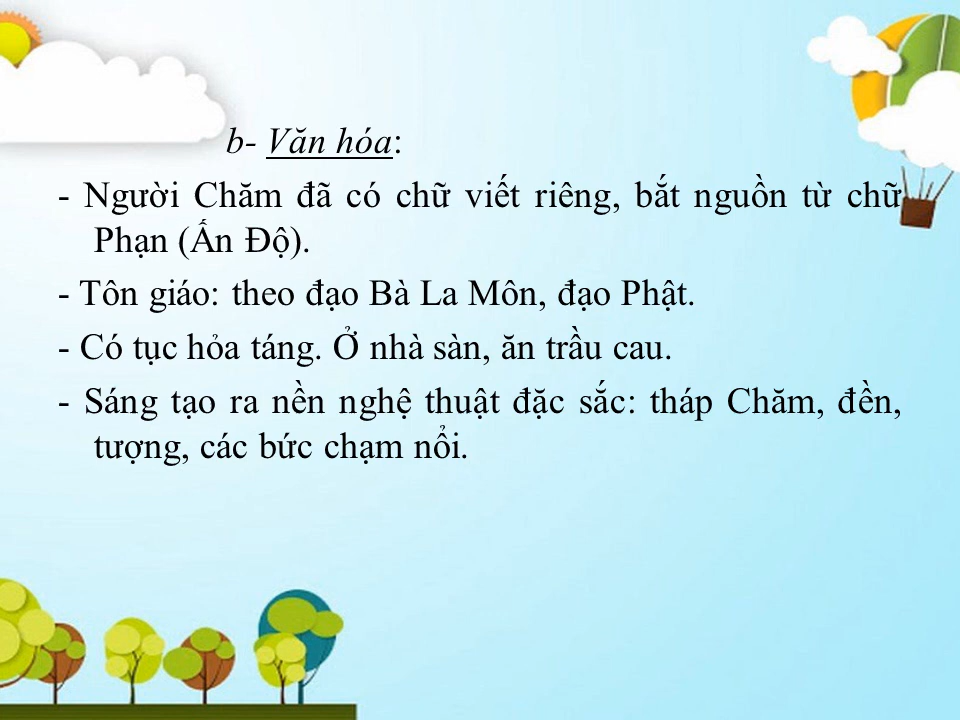 b- Văn hóa:
- Người Chăm đã có chữ viết riêng, bắt nguồn từ chữ
Phạn (Ấn Độ).
- Tôn giáo: theo đạo Bà La Môn, đạo Phật.
- Có tục hỏa táng. Ở nhà sàn, ăn trầu cau.
- Sáng tạo ra nền nghệ thuật đặc sắc: tháp Chăm, đền,
tượng, các bức chạm nổi.